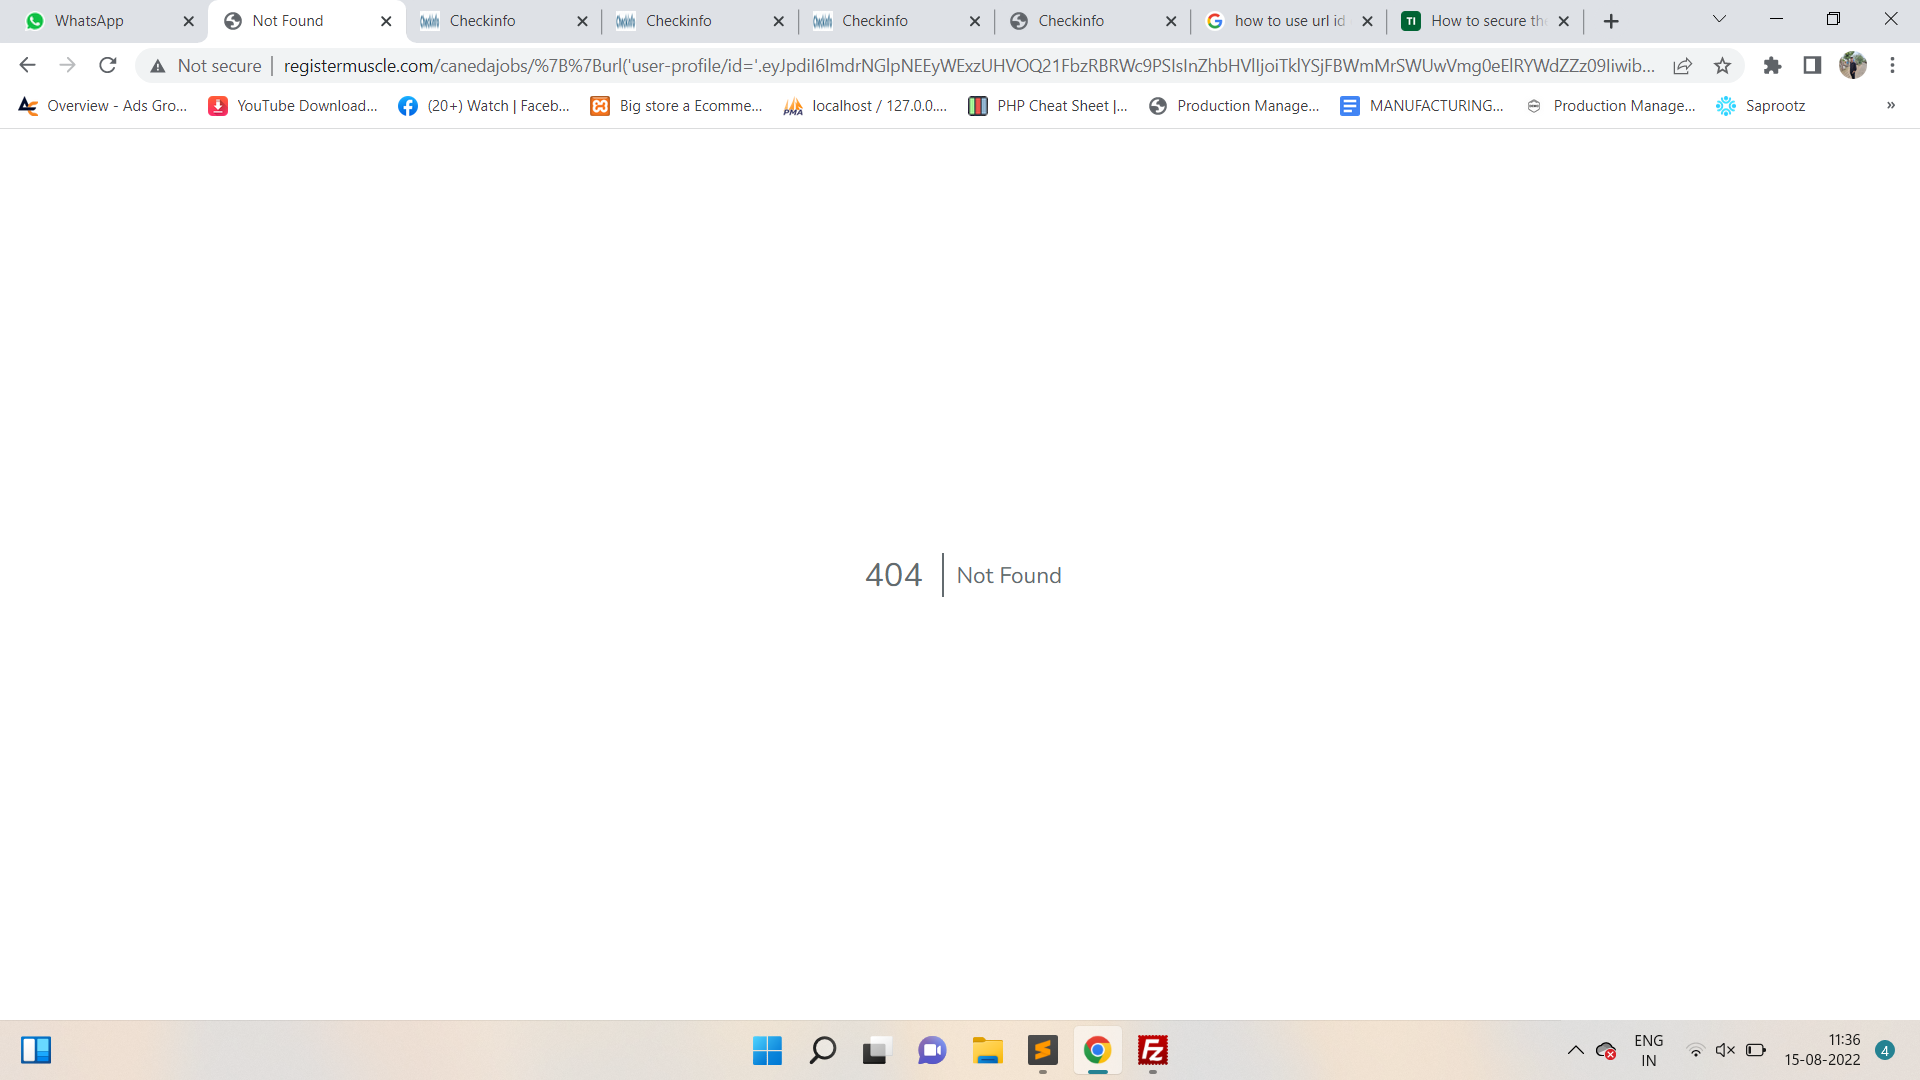 WhatsApp
Not Found
Checkinfo
Checkinfo
Checkinfo
Checkinfo
how to use url id
How to secure the
Not secure
registermuscle.com/canedajobs/%7B%7Burl('user-profile/id='.
Overview - Ads Gro...
YouTube Download...
(20+) Watch | Faceb...
Big store a Ecomme...
localhost / 127.0.0....
PHP Cheat Sheet |...
Production Manage...
MANUFACTURING...
Production Manage...
Saprootz
»
404
Not Found
ENG
IN
11:36
15-08-2022
4